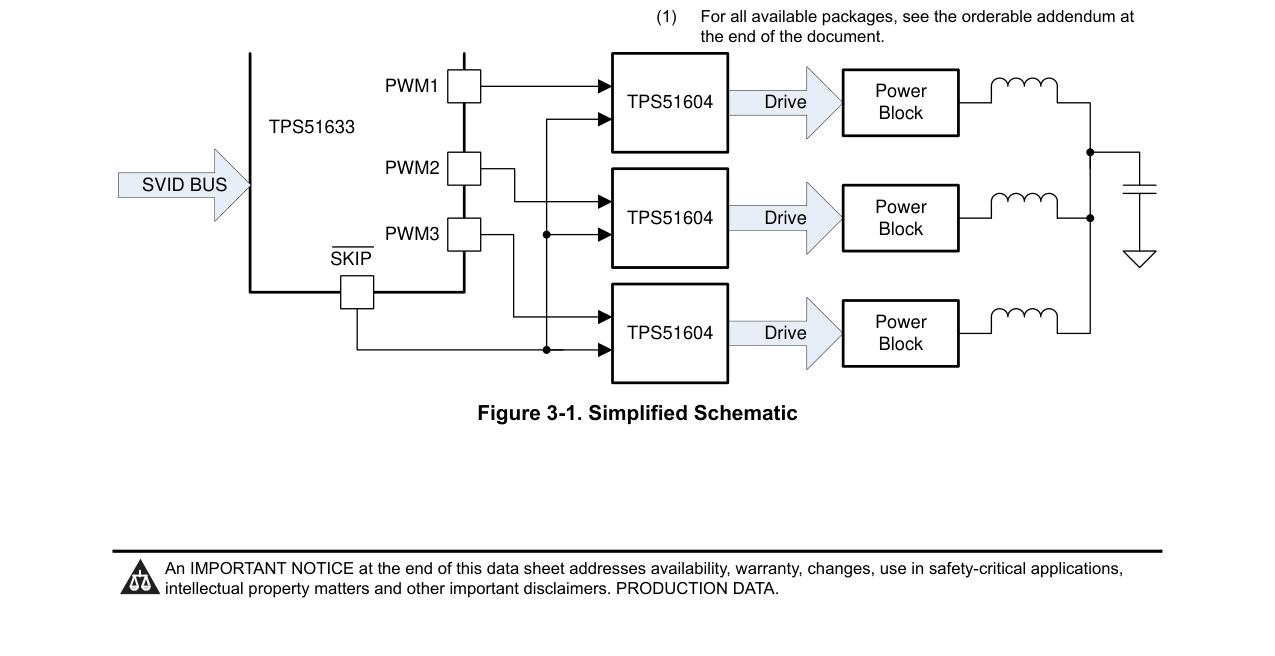 (1) For all available packages, see the orderable addendum at
the end of the document.
PWM1
TPS51604
Drive
Power
Block
TPS51633
PWM2
SVID BUS
TPS51604
Drive
Power
Block
PWM3
SKIP
TPS51604
Drive
Power
Block
Figure 3-1. Simplified Schematic
An IMPORTANT NOTICE at the end of this data sheet addresses availability, warranty, changes, use in safety-critical applications,
intellectual property matters and other important disclaimers. PRODUCTION DATA.